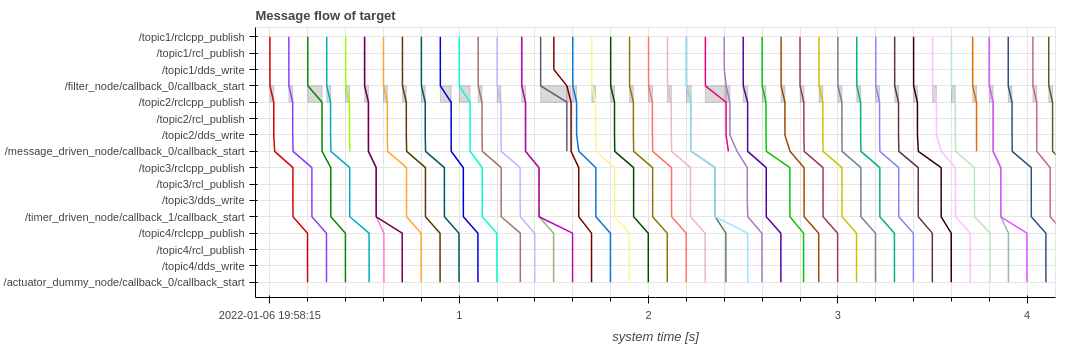 Message flow of target
/topic1/rclcpp_publish
/topic1/rcl_publish
/topic1/dds_write
/filter_node/callback_0/callback_start
/topic2/rclcpp_publish
/topic2/rcl_publish
/topic2/dds_write
/message_driven_node/callback_0/callback_start
/topic3/rclcpp_publish
/topic3/rcl_publish
/topic3/dds_write
/timer_driven_node/callback_1/callback_start
/topic4/rclcpp_publish
/topic4/rcl_publish
/topic4/dds_write
/actuator_dummy_node/callback_0/callback_start
2022-01-06 19:58:15 1 2 3 4
system time [s]